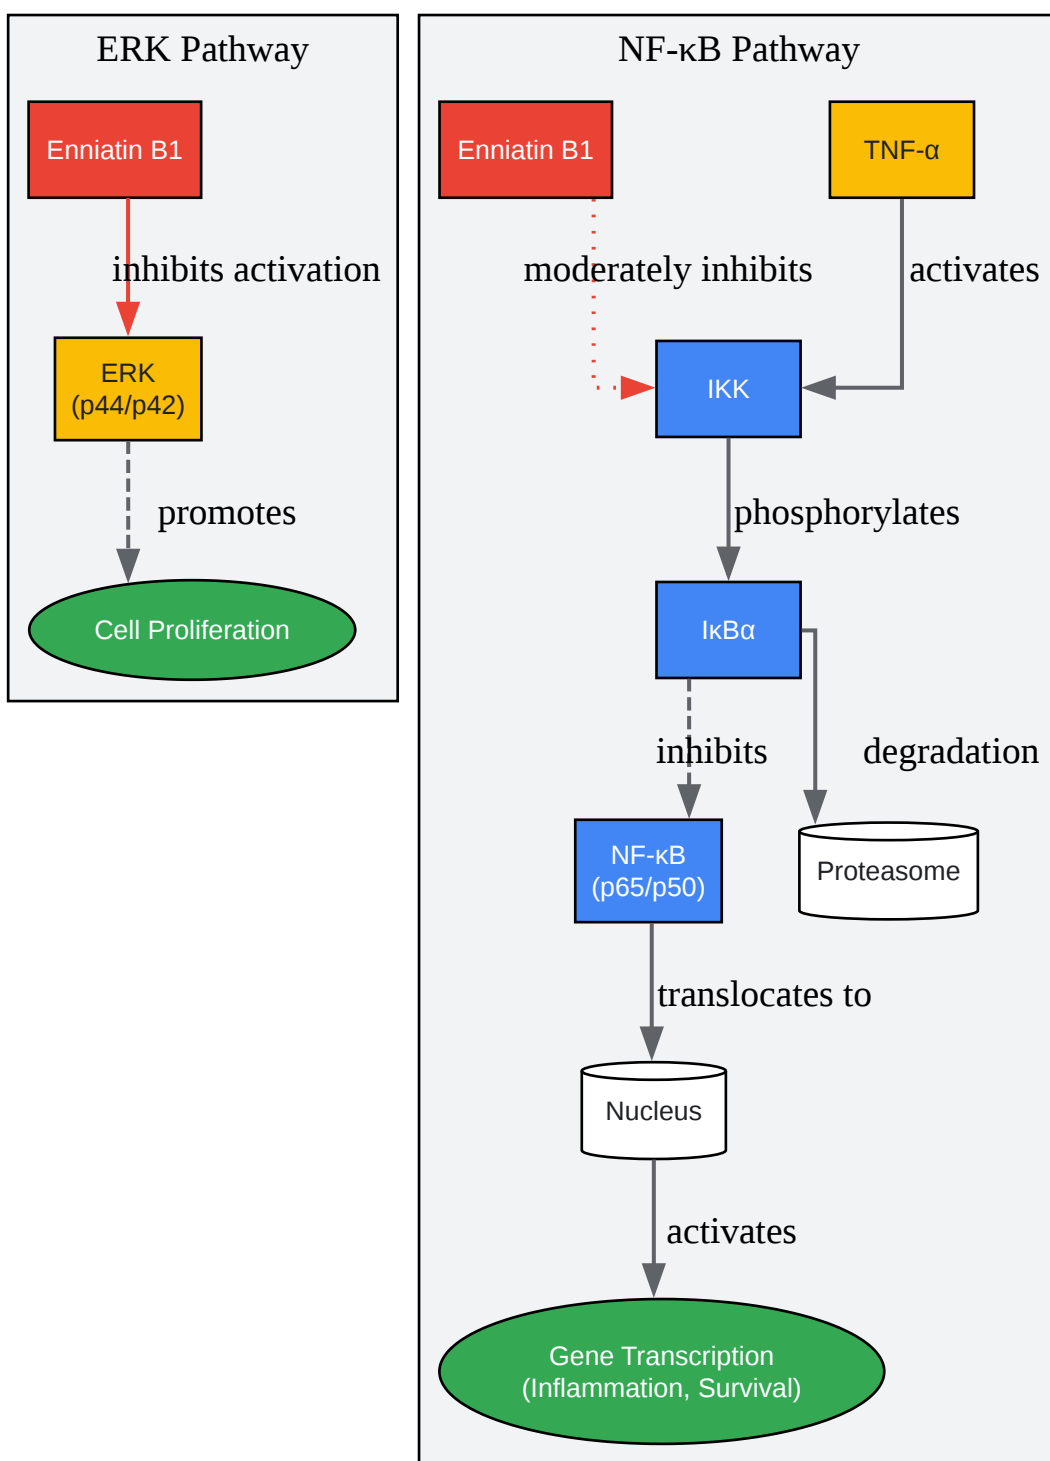 ERK Pathway
Enniatin B1
inhibits activation
ERK
(p44/p42)
promotes
Cell Proliferation
NF-κB Pathway
Enniatin B1
TNF-α
moderately inhibits
activates
IKK
phosphorylates
IκBα
inhibits
degradation
NF-κB
(p65/p50)
Proteasome
translocates to
Nucleus
activates
Gene Transcription
(Inflammation, Survival)